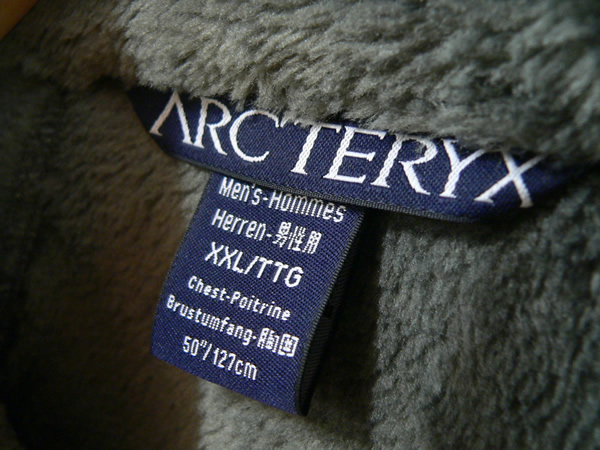 ARC'TERYX
Men's-Hommes
Herren-男性用
XXL/TTG
Chest-Poitrine
Brustumfang-胸囲
50"/127cm